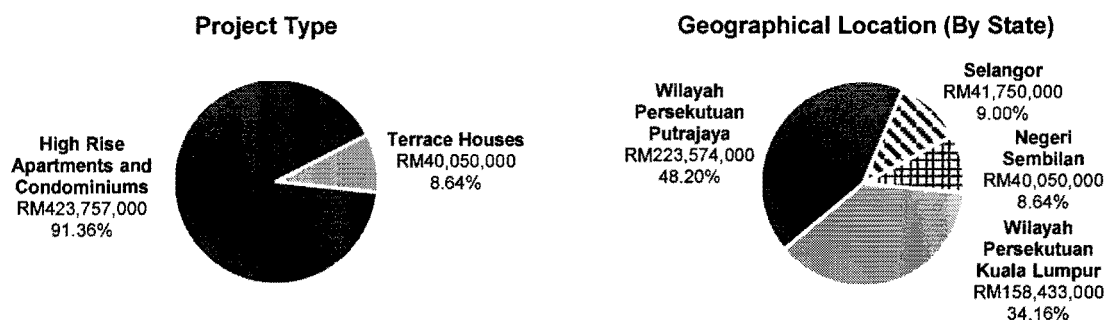 Project Type
High Rise
Apartments and
Condominiums
RM423,757,000
91.36%
Terrace Houses
RM40,050,000
8.64%
Geographical Location (By State)
Wilayah
Persekutuan
Putrajaya
RM223,574,000
48.20%
Selangor
RM41,750,000
9.00%
Negeri
Sembilan
RM40,050,000
8.64%
Wilayah
Persekutuan
Kuala Lumpur
RM158,433,000
34.16%